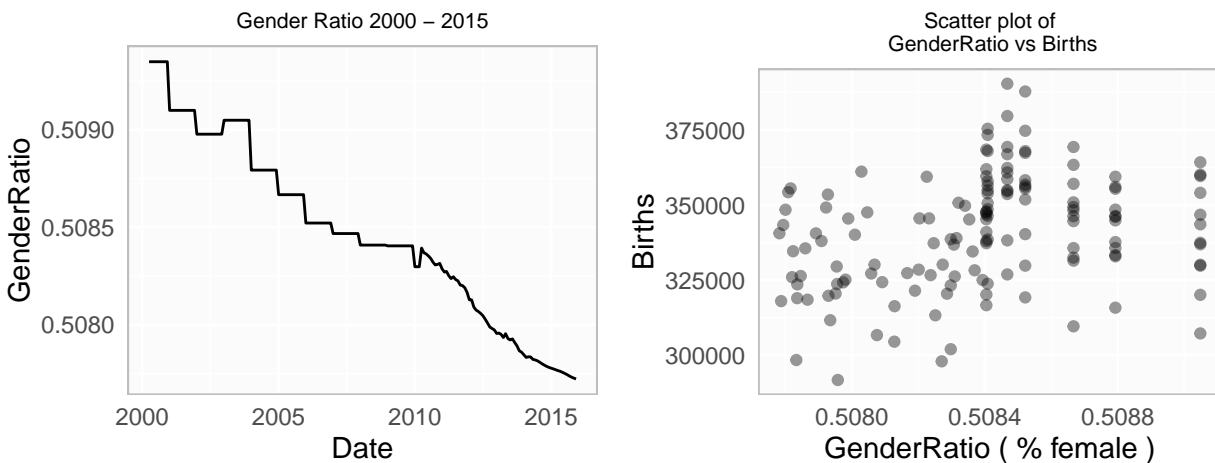 Gender Ratio 2000 – 2015
0.5090
0.5085
0.5080
GenderRatio
2000 2005 2010 2015
Date
Scatter plot of
GenderRatio vs Births
375000
350000
325000
300000
Births
0.5080 0.5084 0.5088
GenderRatio ( % female )